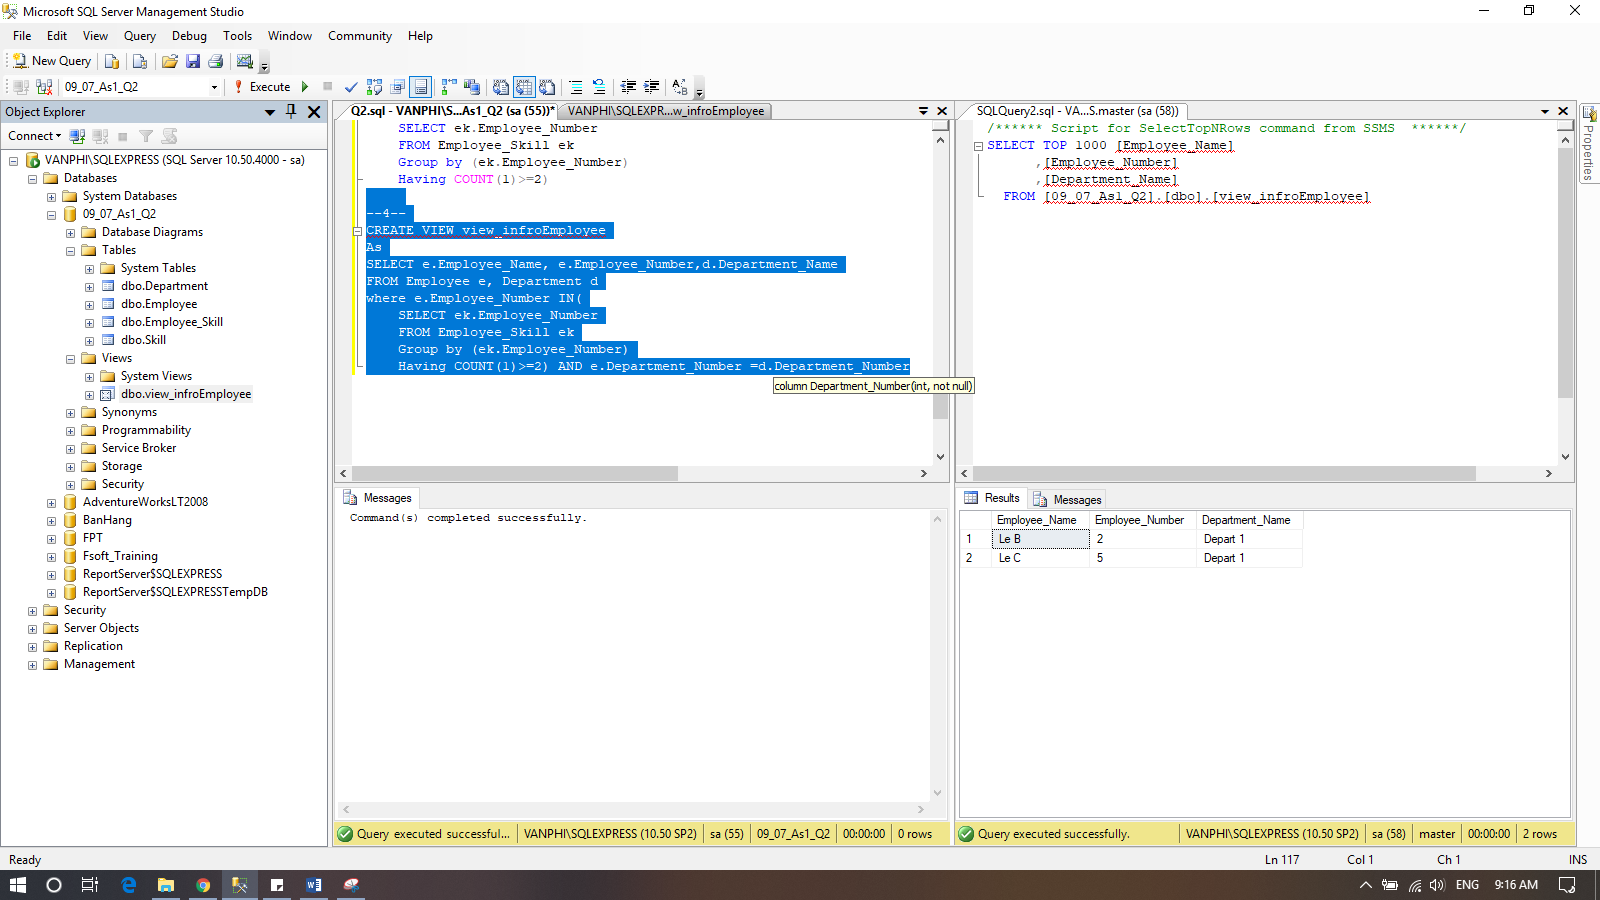 Microsoft SQL Server Management Studio
File Edit View Query Debug Tools Window Community Help
New Query
09_07_As1_Q2 Execute
Object Explorer
Connect
VANPHI\SQLEXPRESS (SQL Server 10.50.4000 - sa)
Databases
System Databases
09_07_As1_Q2
Database Diagrams
Tables
System Tables
dbo.Department
dbo.Employee
dbo.Employee_Skill
dbo.Skill
Views
System Views
dbo.view_infroEmployee
Synonyms
Programmability
Service Broker
Storage
Security
AdventureWorksLT2008
BanHang
FPT
Fsoft_Training
ReportServer$SQLEXPRESS
ReportServer$SQLEXPRESSTempDB
Security
Server Objects
Replication
Management
Q2.sql - VANPHI\S...As1_Q2 (sa (55))* VANPHI\SQLEXPR...w_infroEmployee
SELECT ek.Employee_Number
FROM Employee_Skill ek
Group by (ek.Employee_Number)
Having COUNT(1)>=2)
--4--
CREATE VIEW view_infroEmployee
As
SELECT e.Employee_Name, e.Employee_Number,d.Department_Name
FROM Employee e, Department d
where e.Employee_Number IN(
SELECT ek.Employee_Number
FROM Employee_Skill ek
Group by (ek.Employee_Number)
Having COUNT(1)>=2) AND e.Department_Number =d.Department_Number
column Department_Number(int, not null)
Messages
Command(s) completed successfully.
Query executed successful... VANPHI\SQLEXPRESS (10.50 SP2) sa (55) 09_07_As1_Q2 00:00:00 0 rows
SQLQuery2.sql - VA...S.master (sa (58))
/****** Script for SelectTopNRows command from SSMS ******/
SELECT TOP 1000 [Employee_Name]
,[Employee_Number]
,[Department_Name]
FROM [09_07_As1_Q2].[dbo].[view_infroEmployee]
Properties
Results Messages
Employee_Name Employee_Number Department_Name
1 Le B 2 Depart 1
2 Le C 5 Depart 1
Query executed successfully. VANPHI\SQLEXPRESS (10.50 SP2) sa (58) master 00:00:00 2 rows
Ready Ln 117 Col 1 Ch 1 INS
ENG 9:16 AM